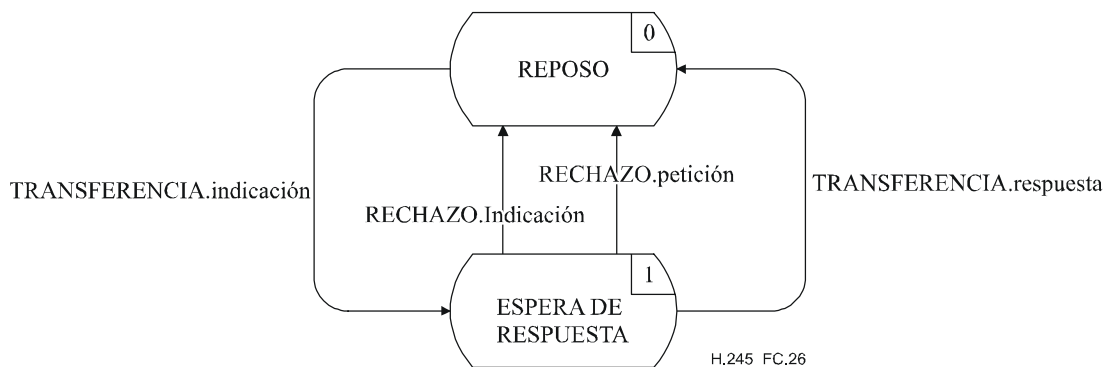 0
REPOSO
TRANSFERENCIA.indicación
RECHAZO.petición
TRANSFERENCIA.respuesta
RECHAZO.Indicación
1
ESPERA DE
RESPUESTA
H.245 FC.26